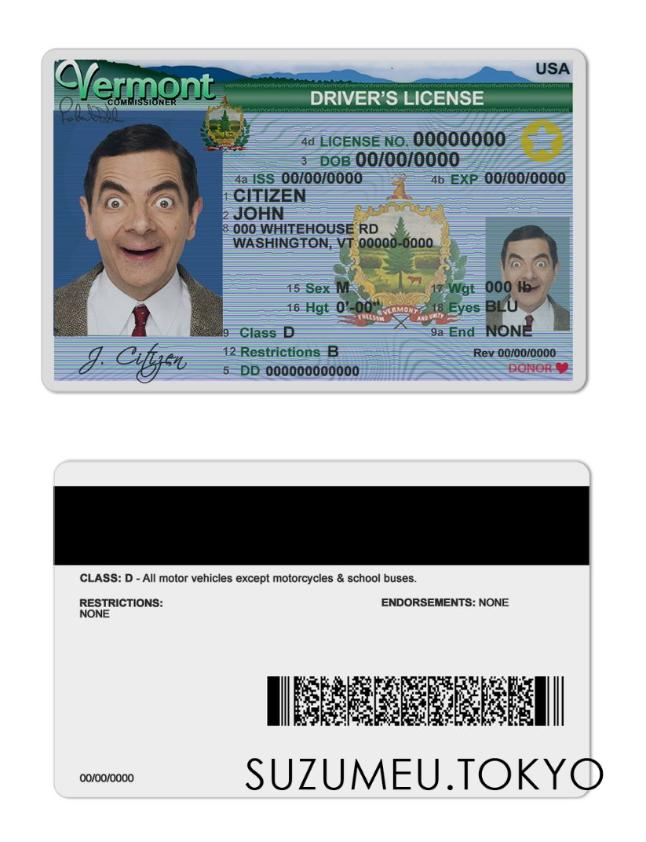 Vermont
COMMISSIONER
USA
DRIVER'S LICENSE
4d LICENSE NO. 00000000
3 DOB 00/00/0000
4a ISS 00/00/0000 4b EXP 00/00/0000
1 CITIZEN
2 JOHN
8 000 WHITEHOUSE RD
WASHINGTON, VT 00000-0000
15 Sex M 17 Wgt 000 lb
16 Hgt 0'-00" 18 Eyes BLU
FREEDOM VERMONT AND UNITY
9 Class D 9a End NONE
12 Restrictions B Rev 00/00/0000
5 DD 000000000000 DONOR
J. Citizen
CLASS: D - All motor vehicles except motorcycles & school buses.
RESTRICTIONS: ENDORSEMENTS: NONE
NONE
00/00/0000
SUZUMEU.TOKYO